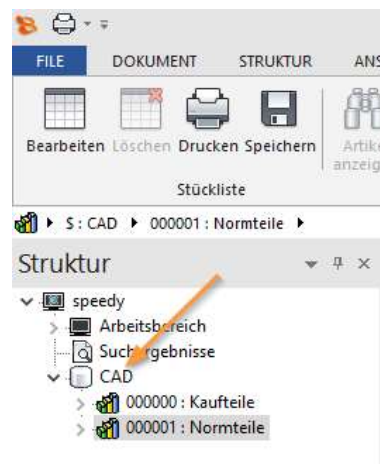 FILE DOKUMENT STRUKTUR ANS
Bearbeiten Löschen Drucken Speichern Artike
anzeig
Stückliste
S : CAD 000001 : Normteile
Struktur
speedy
Arbeitsbereich
Suchergebnisse
CAD
000000 : Kaufteile
000001 : Normteile